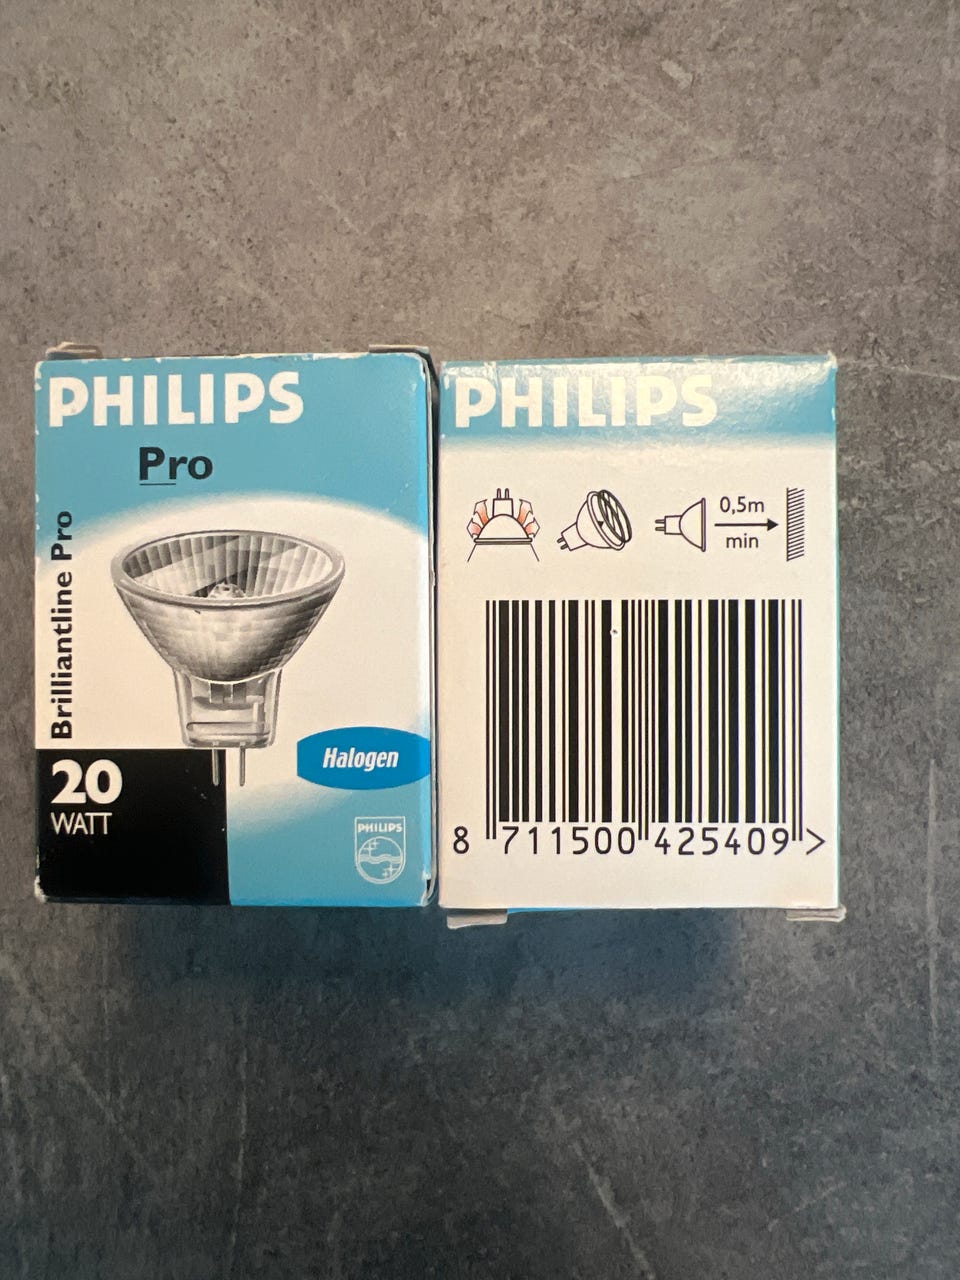 PHILIPS
Pro
Brilliantline Pro
20
WATT
Halogen
PHILIPS
PHILIPS
0,5m
min
8 711500 425409 >